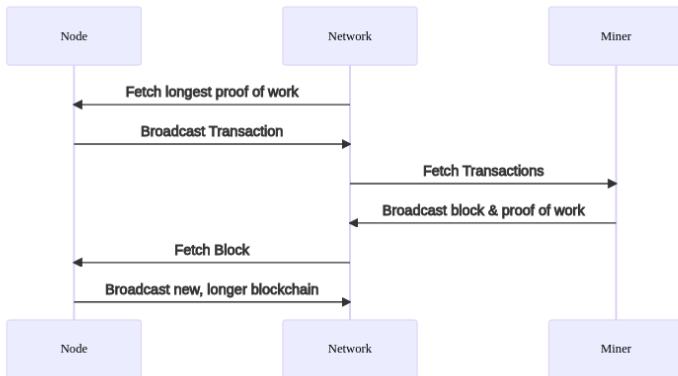 Node
Network
Miner
Fetch longest proof of work
Broadcast Transaction
Fetch Transactions
Broadcast block & proof of work
Fetch Block
Broadcast new, longer blockchain
Node
Network
Miner